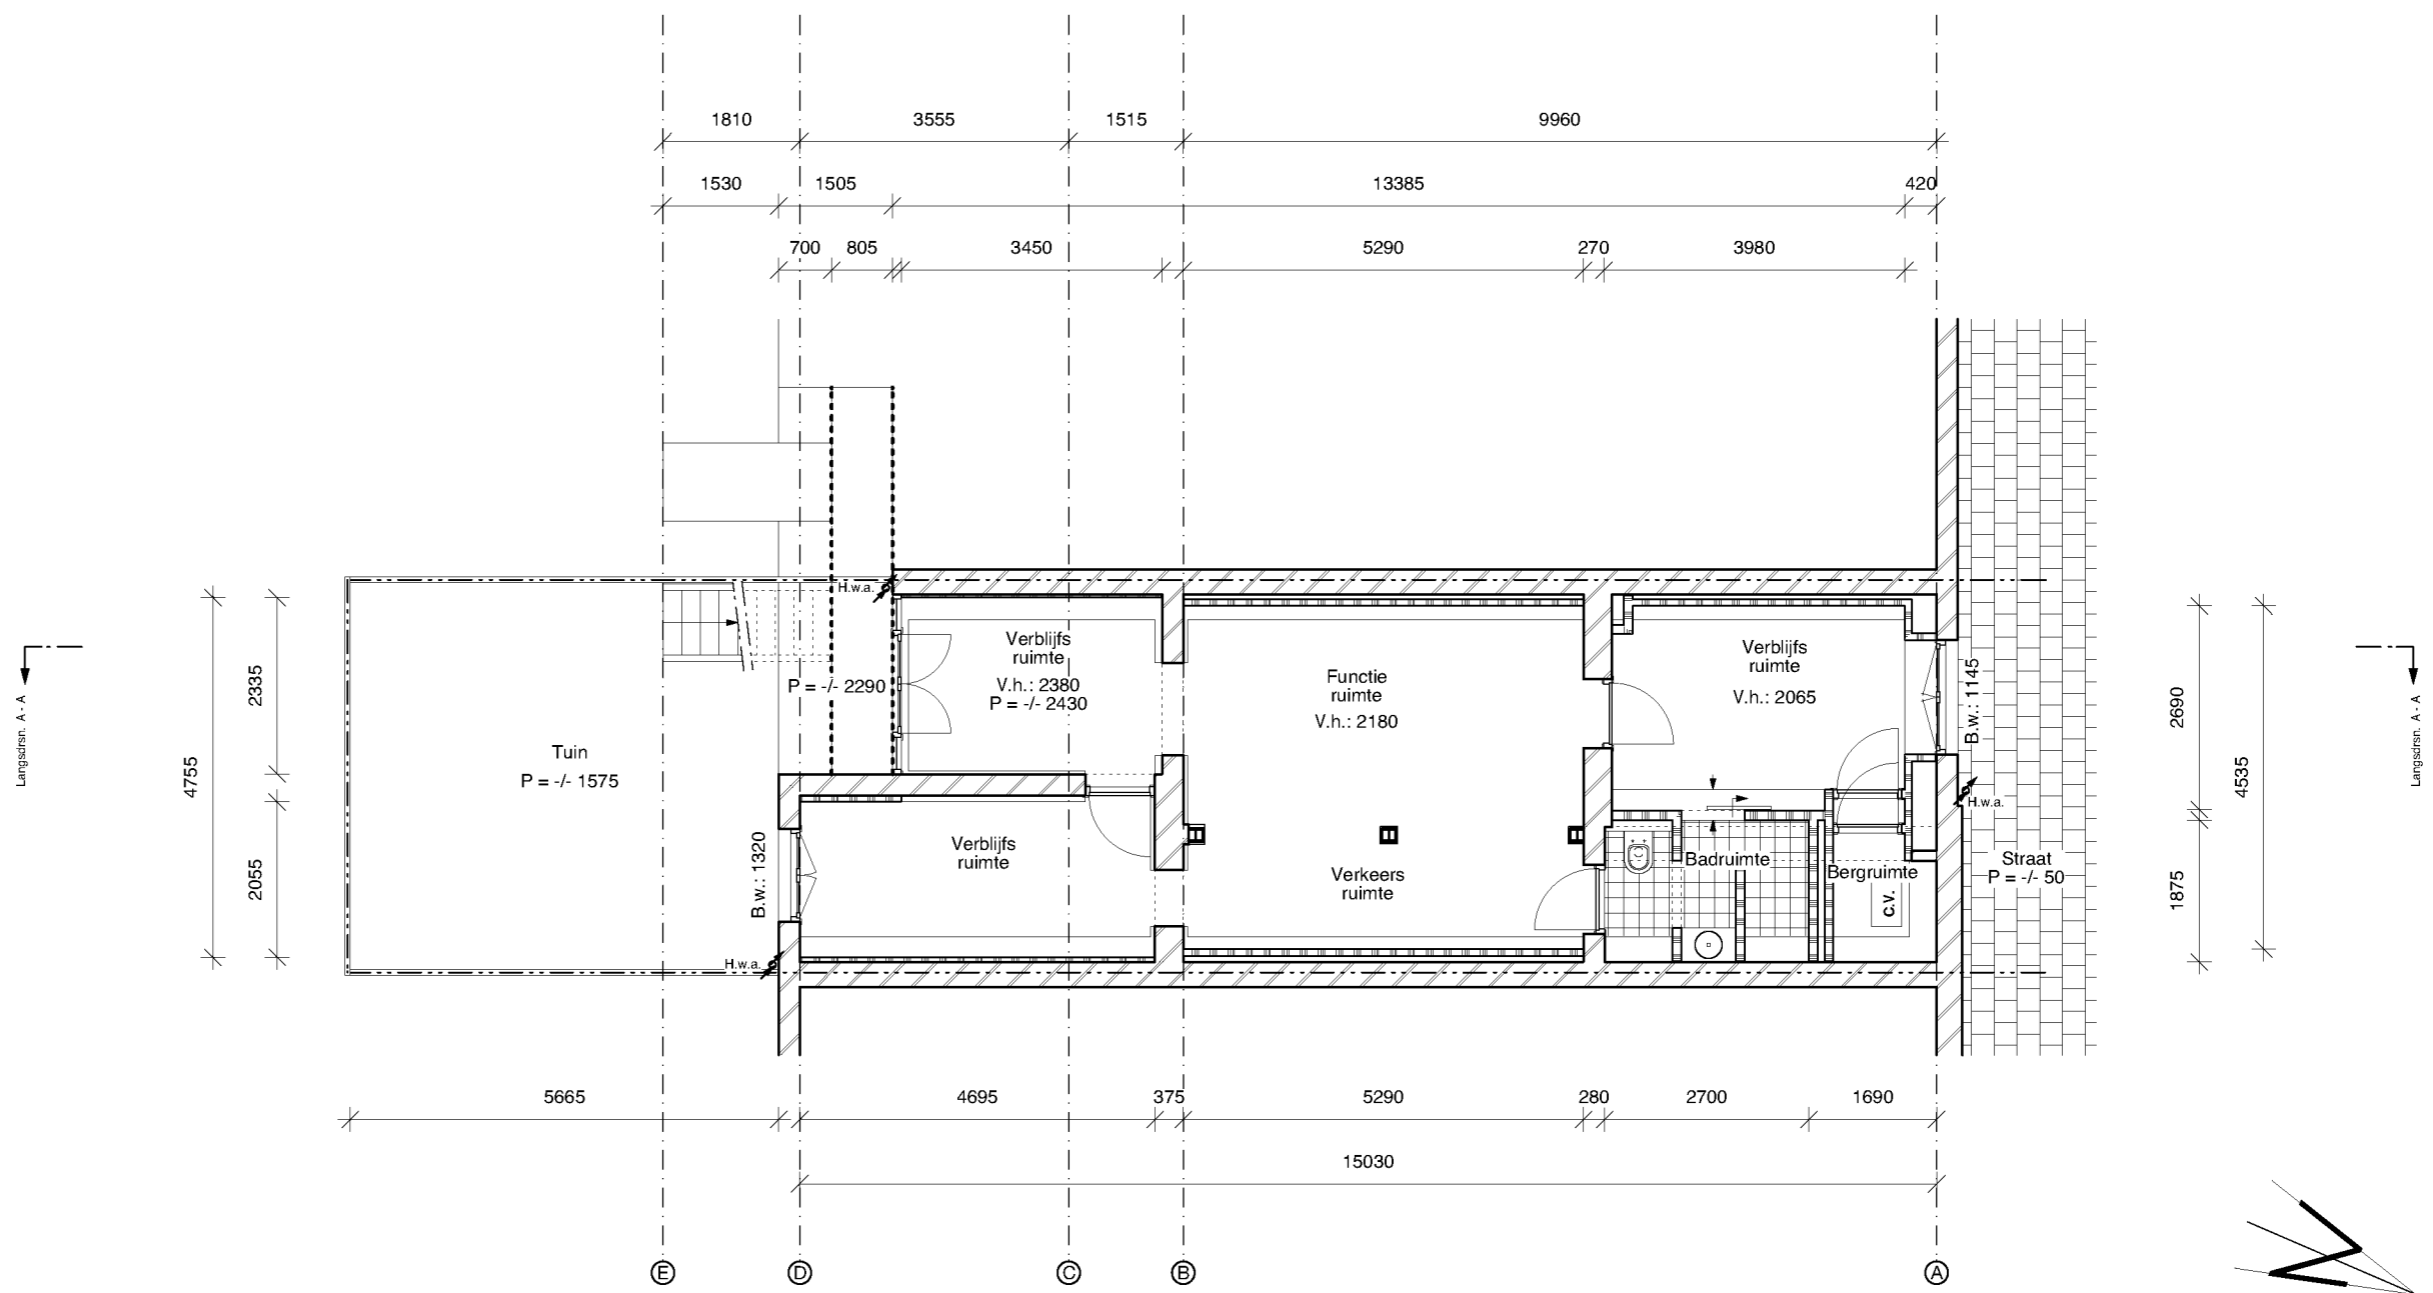 1810
3555
1515
9960
1530
1505
13385
420
700
805
3450
5290
270
3980
H.w.a.
Verblijfs
ruimte
V.h.: 2380
P = -/- 2430
Functie
ruimte
V.h.: 2180
Verblijfs
ruimte
V.h.: 2065
B.w.: 1145
P = -/- 2290
Langsdrsn. A - A
4755
2335
2055
Tuin
P = -/- 1575
B.w.: 1320
Verblijfs
ruimte
Verkeers
ruimte
Badruimte
Bergruimte
C.V.
H.w.a.
Straat
P = -/- 50
2690
4535
1875
Langsdrsn. A - A
H.w.a.
5665
4695
375
5290
280
2700
1690
15030
E
D
C
B
A